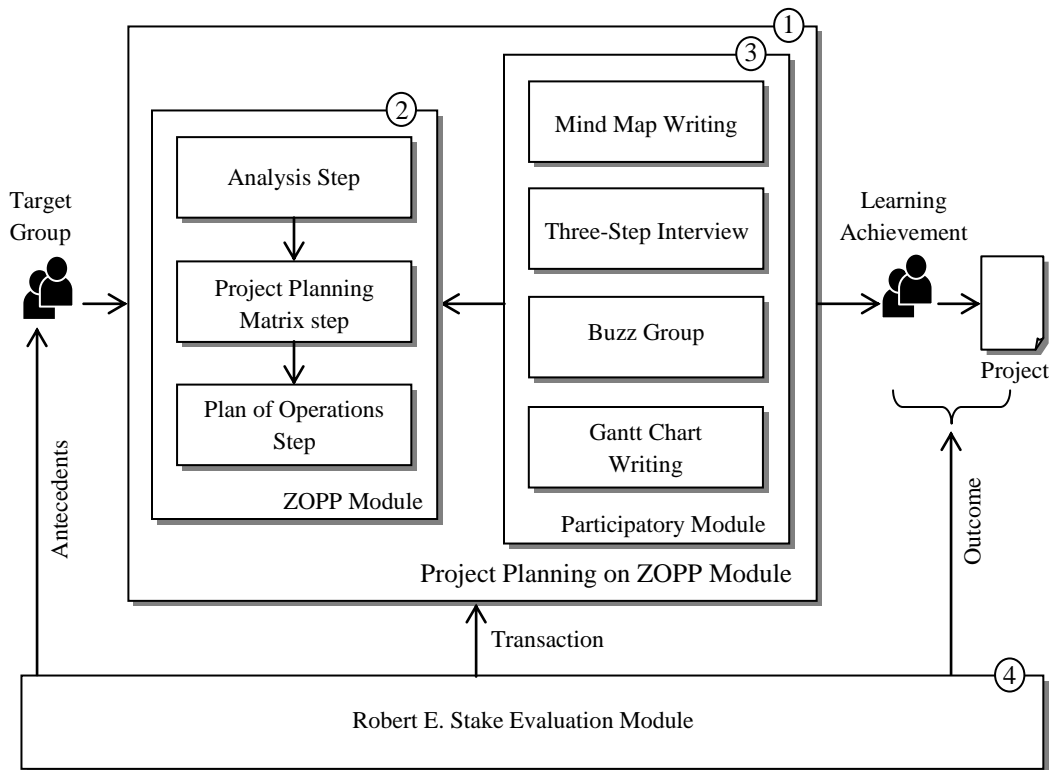 1
3
Mind Map Writing
2
Analysis Step
Target
Group
Learning
Achievement
Three-Step Interview
Project Planning
Matrix step
Buzz Group
Project
Plan of Operations
Step
Gantt Chart
Writing
ZOPP Module
Participatory Module
Antecedents
Outcome
Project Planning on ZOPP Module
Transaction
4
Robert E. Stake Evaluation Module